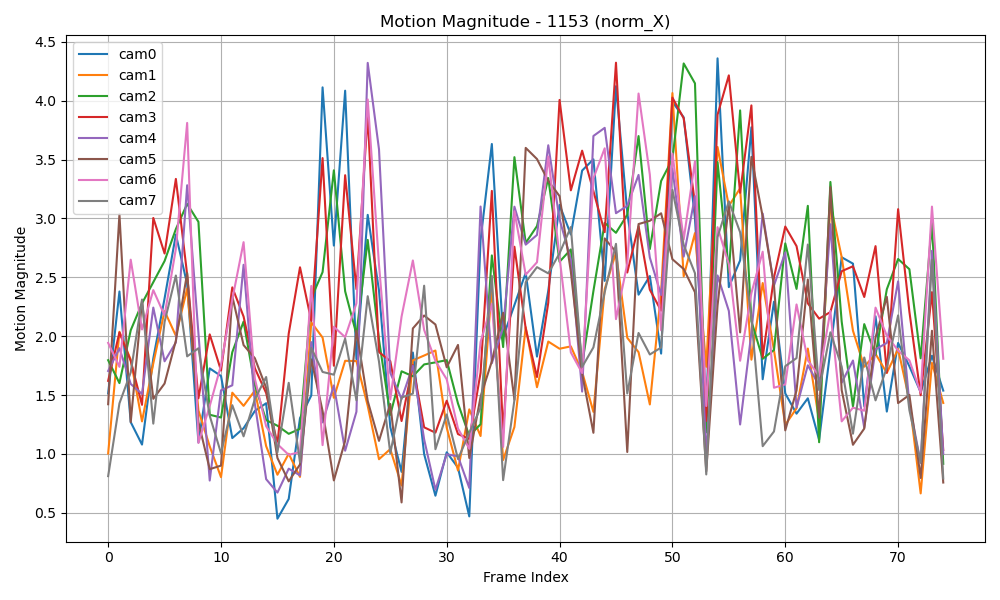 Motion Magnitude - 1153 (norm_X)
4.5
4.0
3.5
3.0
2.5
2.0
1.5
1.0
0.5
Motion Magnitude
cam0
cam1
cam2
cam3
cam4
cam5
cam6
cam7
0 10 20 30 40 50 60 70
Frame Index